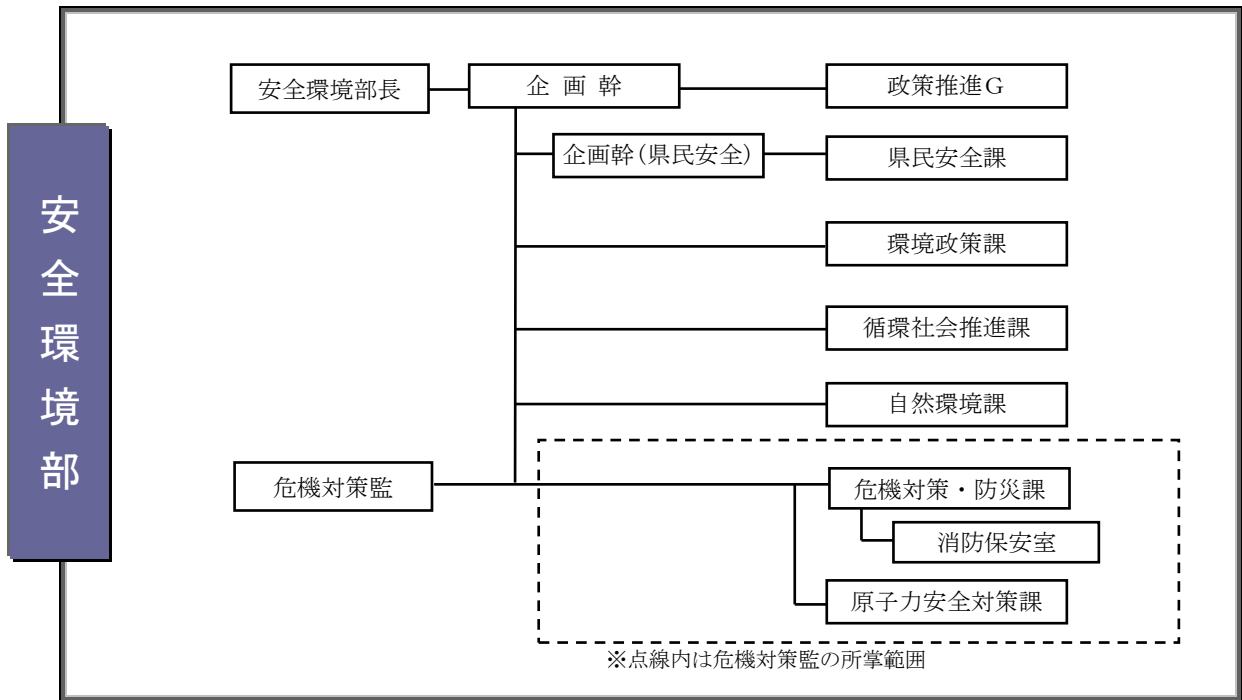 安全環境部
安全環境部長
企画幹
政策推進G
企画幹(県民安全)
県民安全課
環境政策課
循環社会推進課
自然環境課
危機対策監
危機対策・防災課
消防保安室
原子力安全対策課
※点線内は危機対策監の所掌範囲